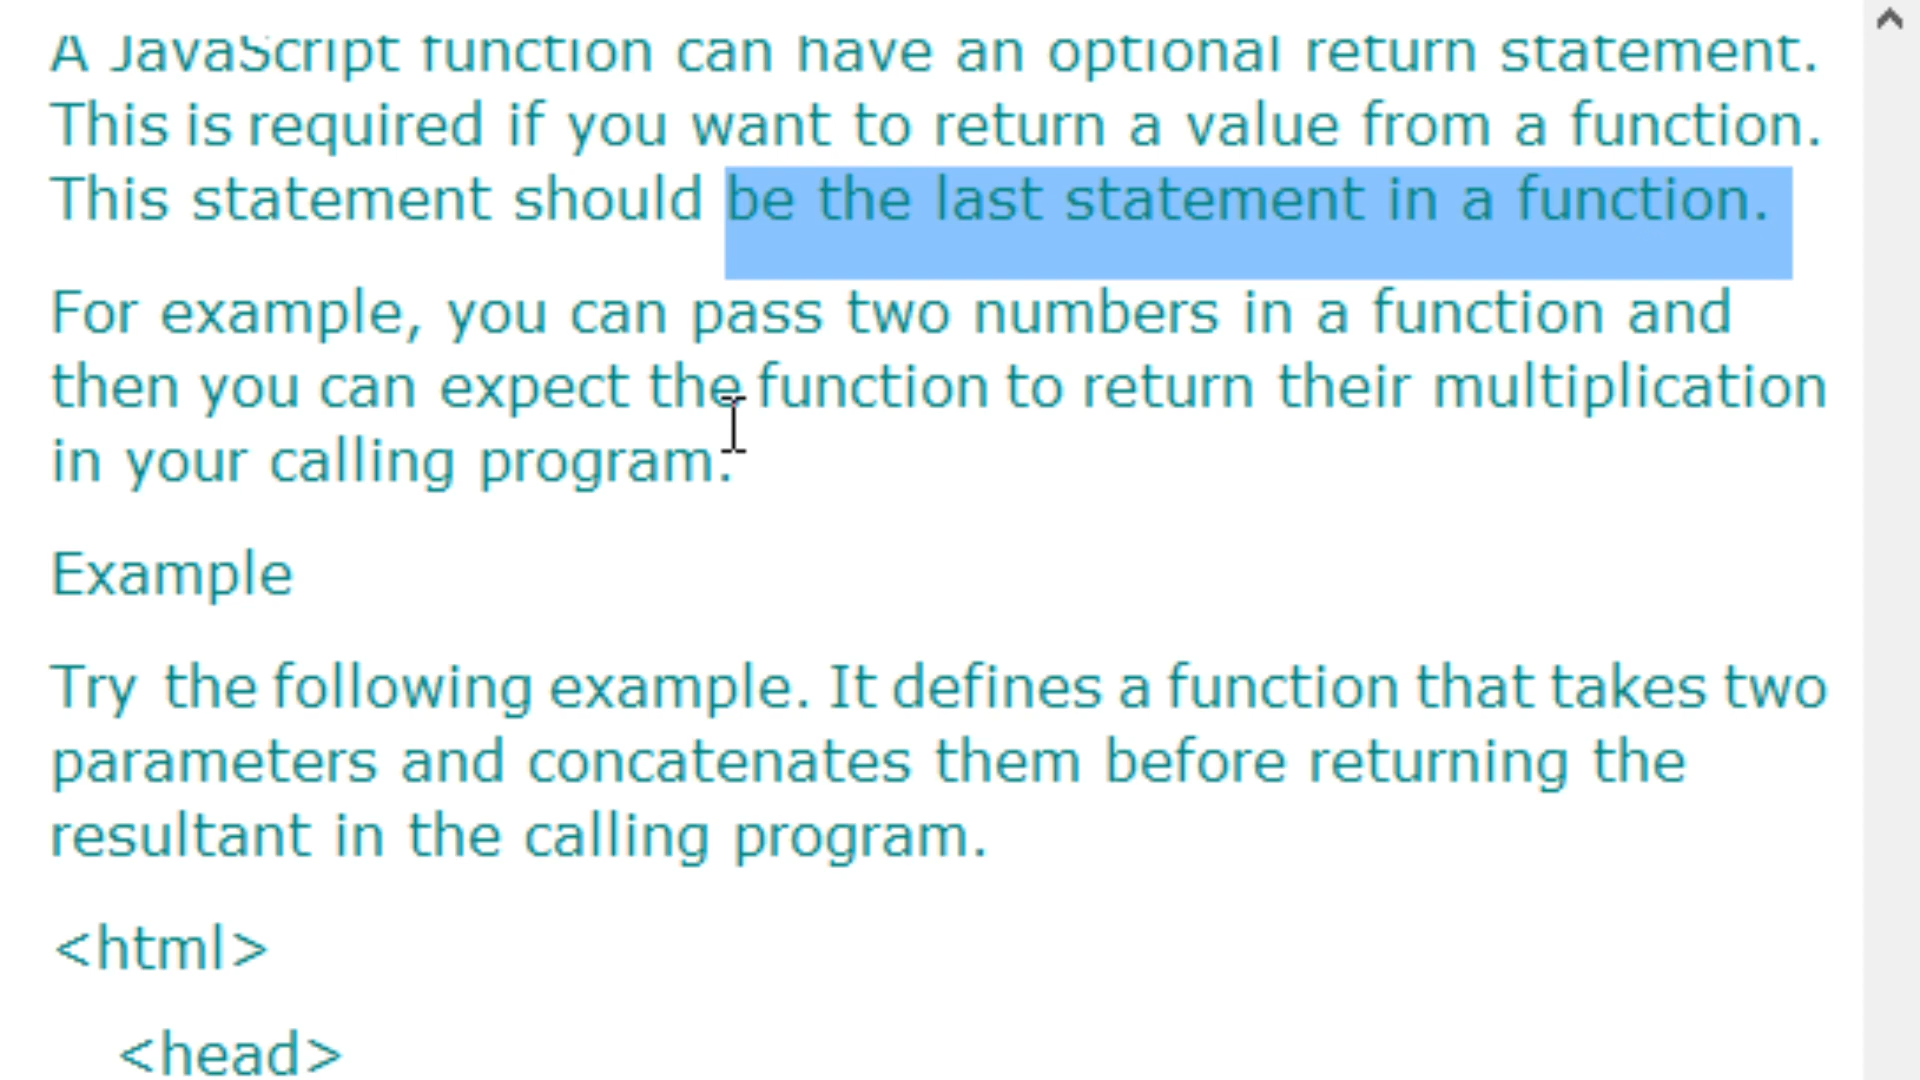 A JavaScript function can have an optional return statement.
This is required if you want to return a value from a function.
This statement should be the last statement in a function.
For example, you can pass two numbers in a function and
then you can expect the function to return their multiplication
in your calling program.
Example
Try the following example. It defines a function that takes two
parameters and concatenates them before returning the
resultant in the calling program.
<html>
<head>